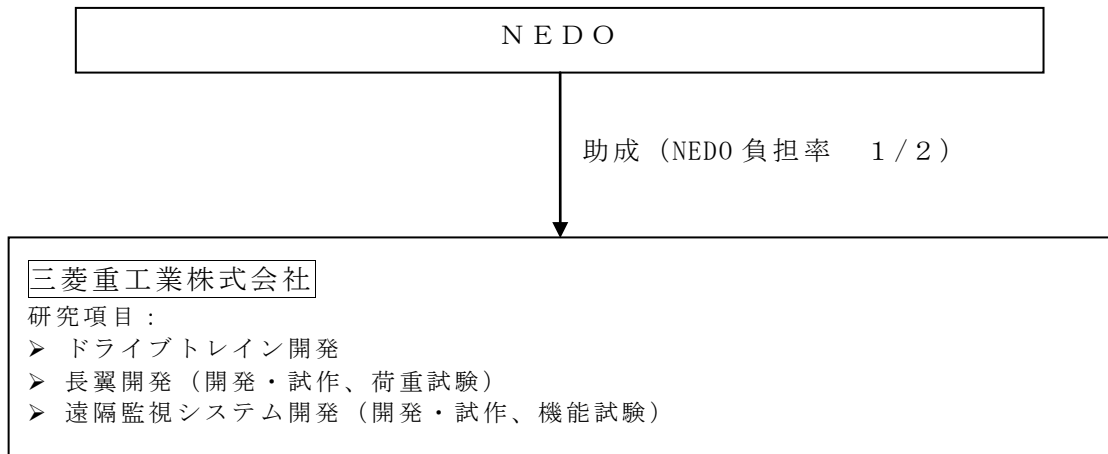 ＮＥＤＯ
助成（NEDO 負担率　１／２）
三菱重工業株式会社
研究項目：
➢ ドライブトレイン開発
➢ 長翼開発（開発・試作、荷重試験）
➢ 遠隔監視システム開発（開発・試作、機能試験）